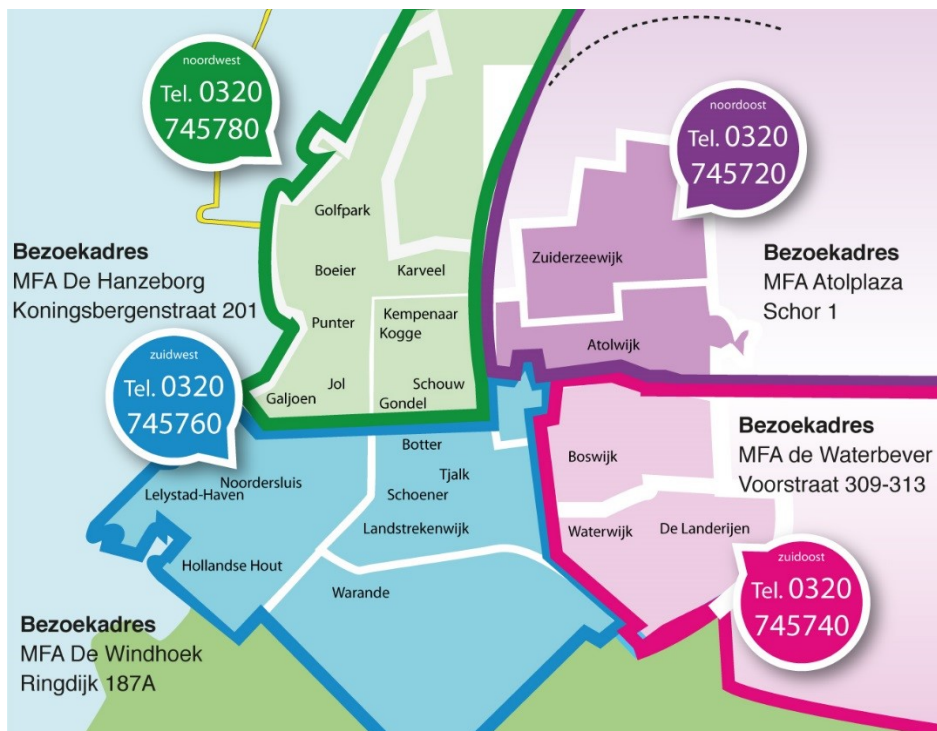 noordwest
Tel. 0320
745780
noordoost
Tel. 0320
745720
Golfpark
Bezoekadres
MFA De Hanzeborg
Koningsbergenstraat 201
Boeier
Karveel
Zuiderzeewijk
Bezoekadres
MFA Atolplaza
Schor 1
Punter
Kempenaar
Kogge
Atolwijk
zuidwest
Tel. 0320
745760
Jol
Schouw
Galjoen
Gondel
Botter
Bezoekadres
MFA de Waterbever
Voorstraat 309-313
Boswijk
Noordersluis
Tjalk
Lelystad-Haven
Schoener
Landstrekenwijk
Waterwijk
De Landerijen
Hollandse Hout
zuidoost
Tel. 0320
745740
Warande
Bezoekadres
MFA De Windhoek
Ringdijk 187A